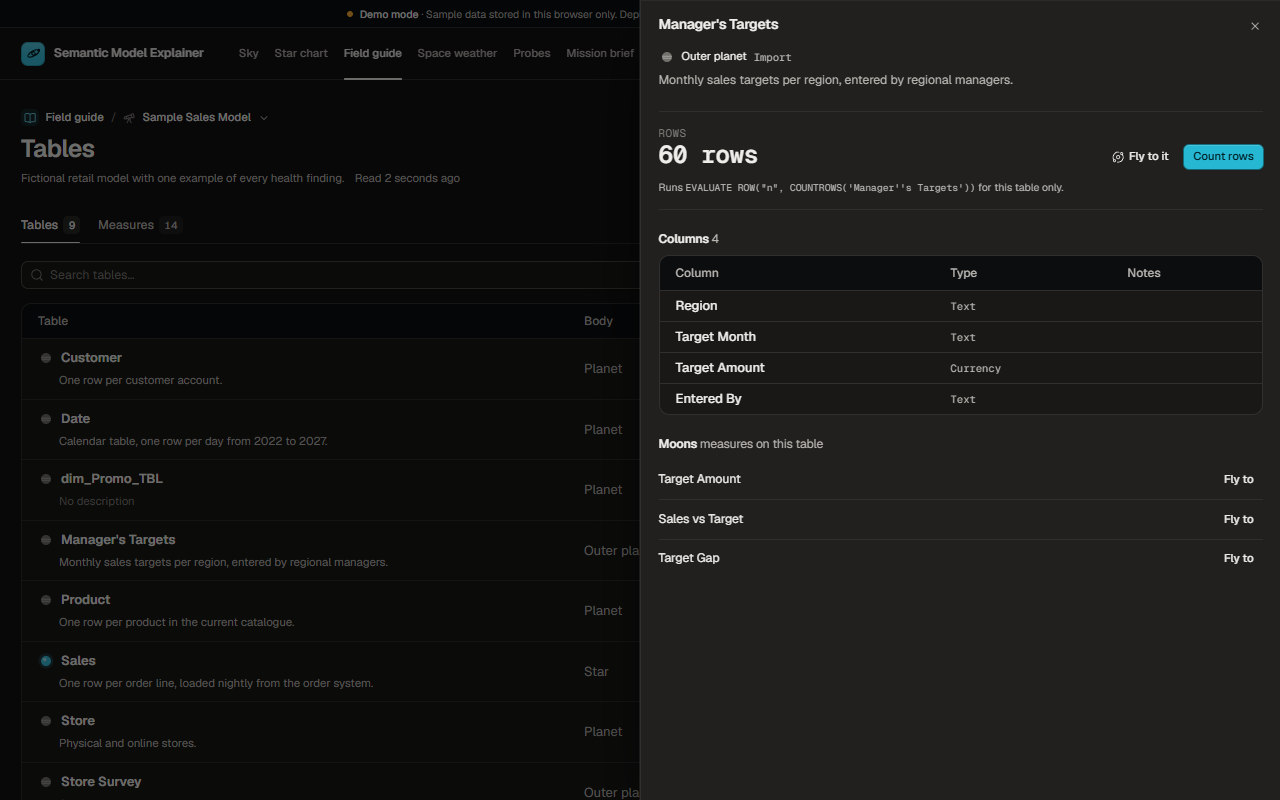 Demo mode · Sample data stored in this browser only. Dep
Semantic Model Explainer
Sky
Star chart
Field guide
Space weather
Probes
Mission brief
Field guide / Sample Sales Model
Tables
Fictional retail model with one example of every health finding. Read 2 seconds ago
Tables 9
Measures 14
Search tables...
Table Body
Customer
One row per customer account.
Planet
Date
Calendar table, one row per day from 2022 to 2027.
Planet
dim_Promo_TBL
No description
Planet
Manager's Targets
Monthly sales targets per region, entered by regional managers.
Outer pla
Product
One row per product in the current catalogue.
Planet
Sales
One row per order line, loaded nightly from the order system.
Star
Store
Physical and online stores.
Planet
Store Survey
Outer pla
Manager's Targets
Outer planet Import
Monthly sales targets per region, entered by regional managers.
ROWS
60 rows
Fly to it
Count rows
Runs EVALUATE ROW("n", COUNTROWS('Manager''s Targets')) for this table only.
Columns 4
Column Type Notes
Region Text
Target Month Text
Target Amount Currency
Entered By Text
Moons measures on this table
Target Amount Fly to
Sales vs Target Fly to
Target Gap Fly to